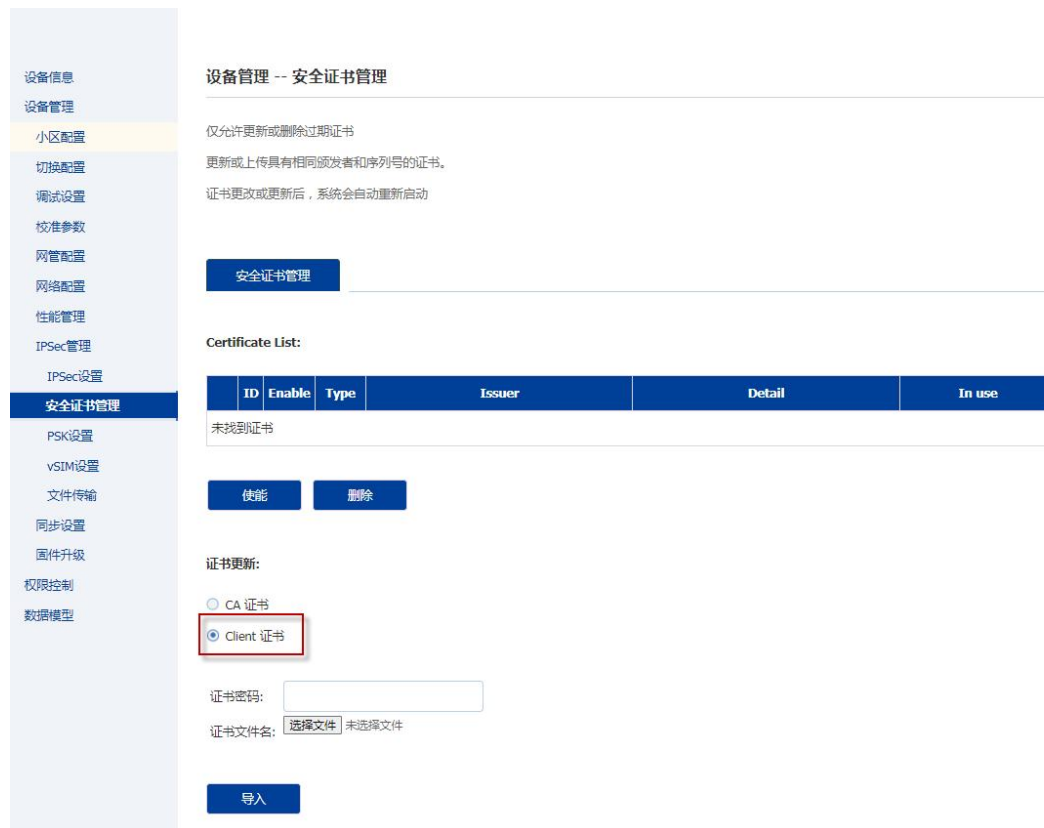 设备信息
设备管理
小区配置
切换配置
调试设置
校准参数
网管配置
网络配置
性能管理
IPSec管理
IPSec设置
安全证书管理
PSK设置
vSIM设置
文件传输
同步设置
固件升级
权限控制
数据模型
设备管理 -- 安全证书管理
仅允许更新或删除过期证书
更新或上传具有相同颁发者和序列号的证书。
证书更改或更新后，系统会自动重新启动
安全证书管理
Certificate List:
ID Enable Type Issuer Detail In use
未找到证书
使能 删除
证书更新:
CA 证书
Client 证书
证书密码:
证书文件名: 选择文件 未选择文件
导入